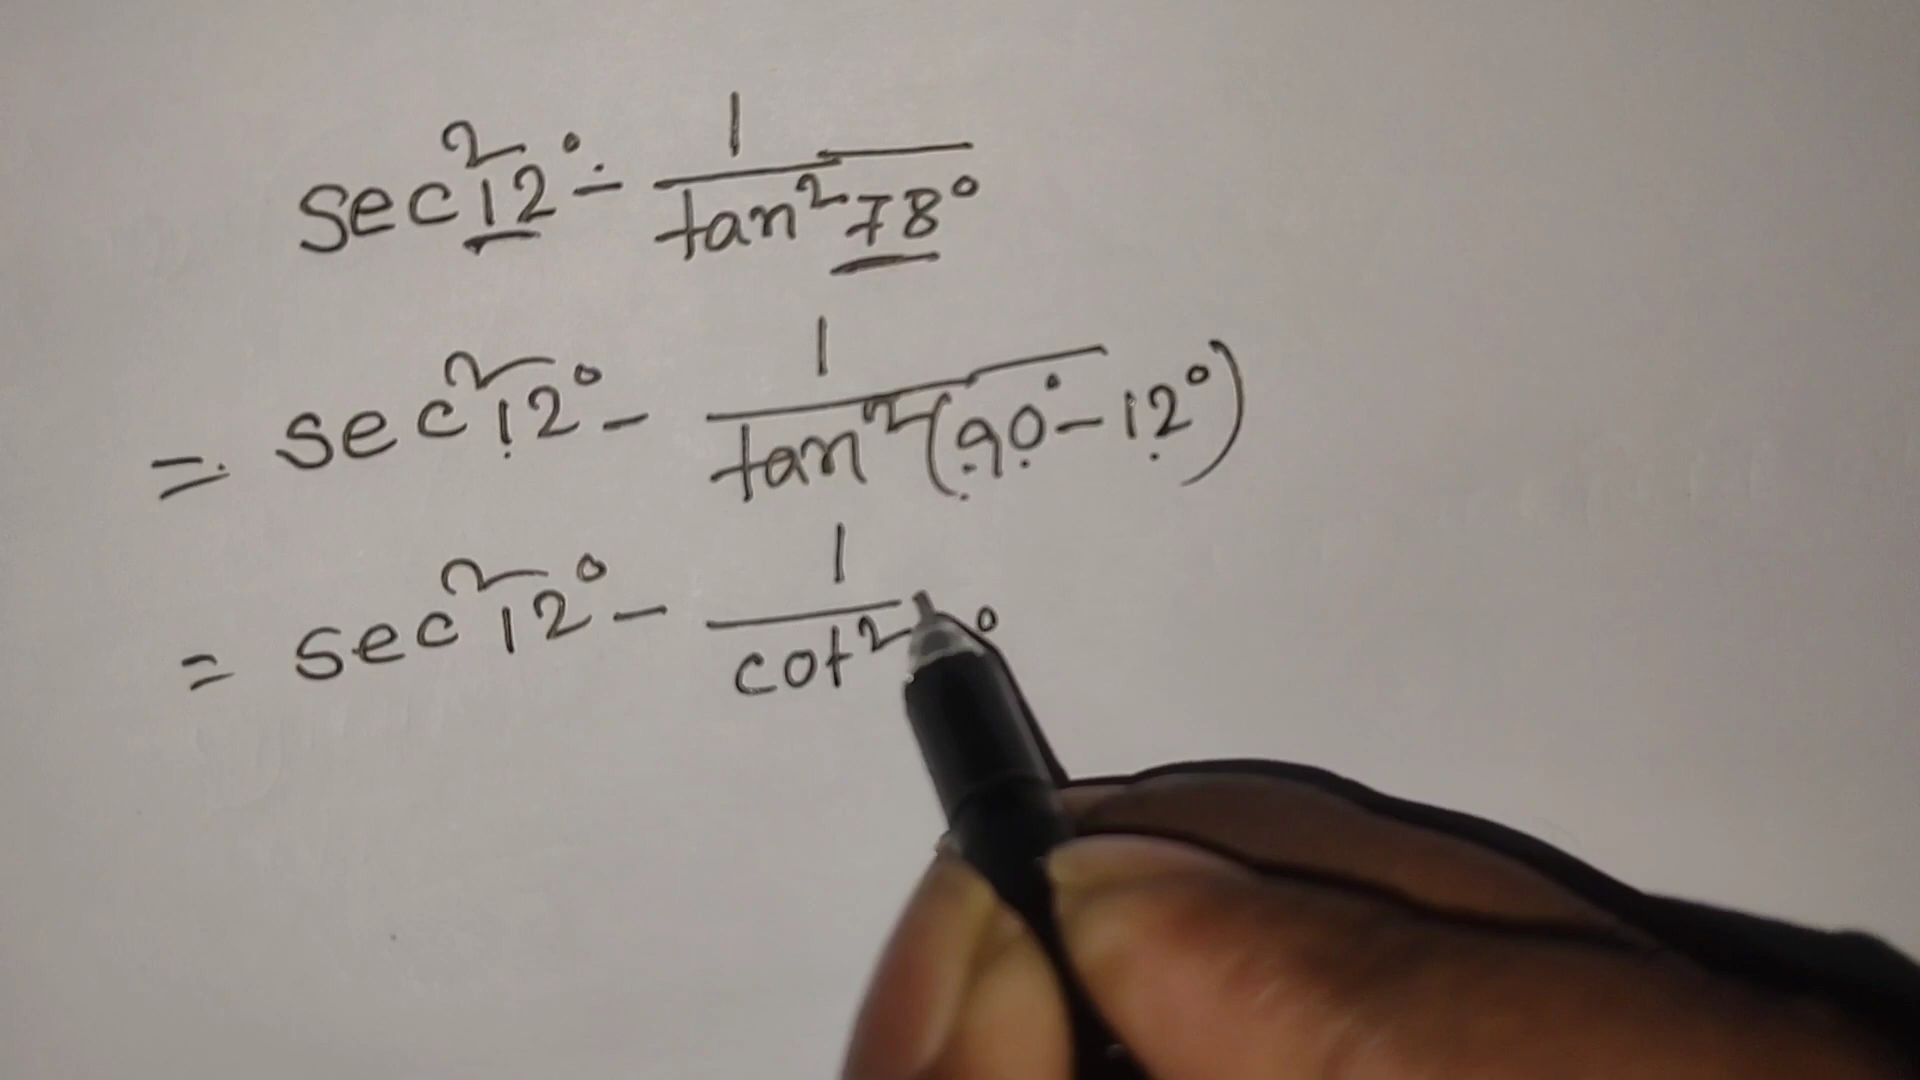 sec²12° - 1/tan²78°
= sec²12° - 1/tan²(90°-12°)
= sec²12° - 1/cot² °